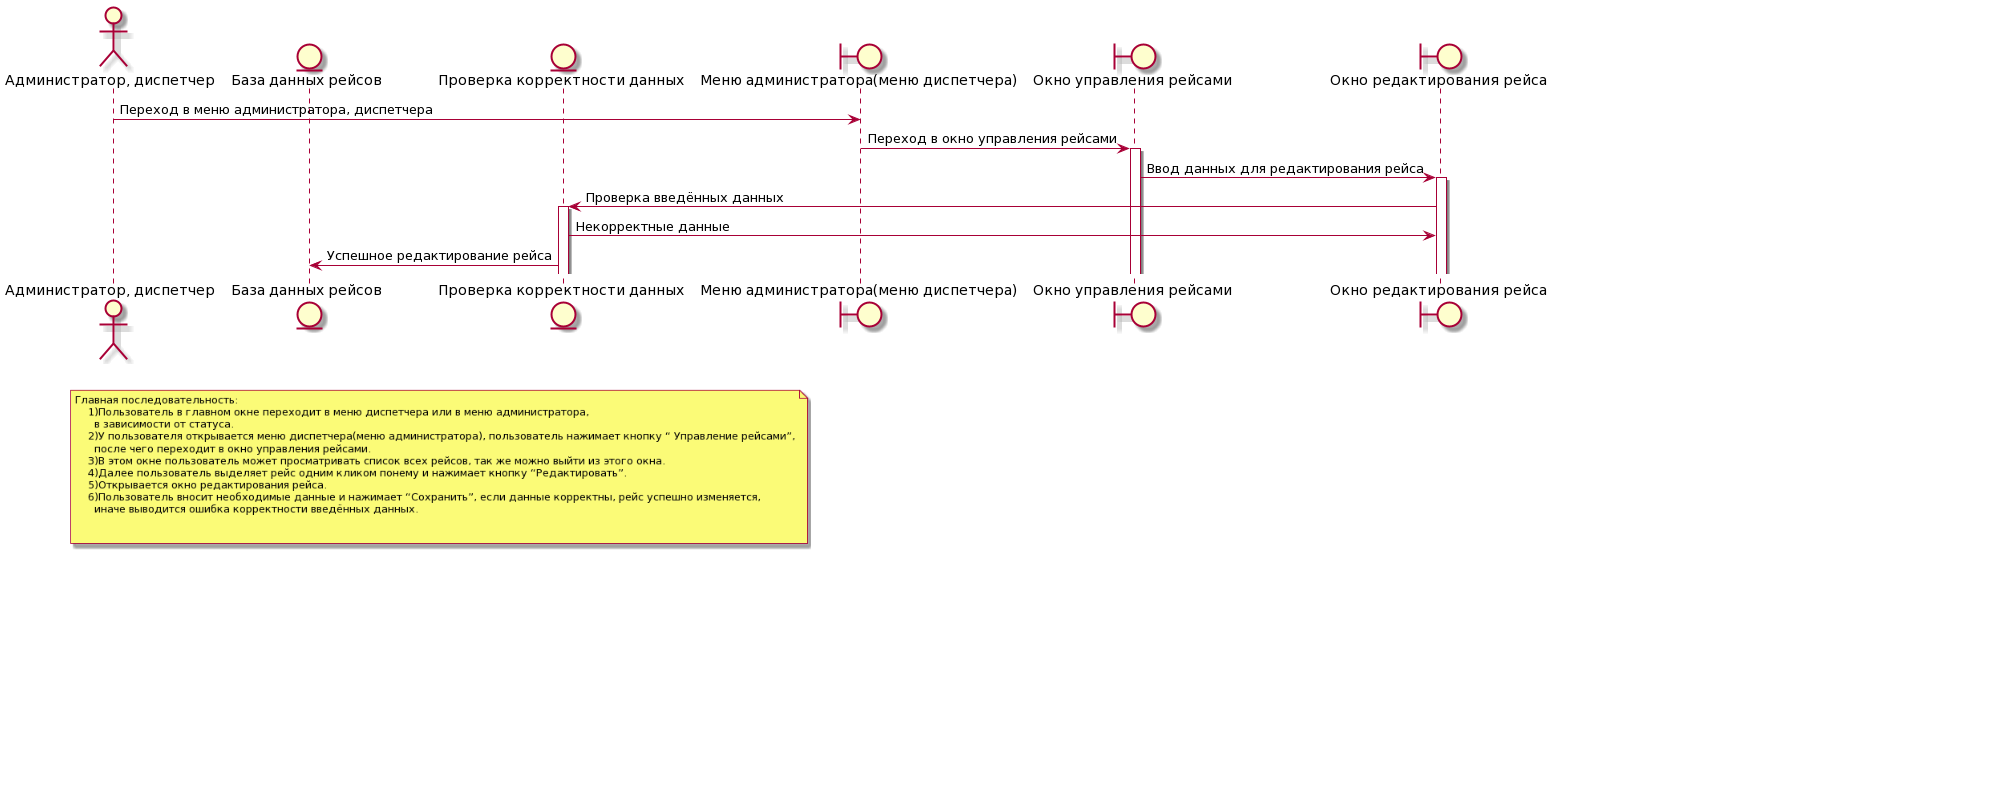 Администратор, диспетчер База данных рейсов Проверка корректности данных Меню администратора(меню диспетчера) Окно управления рейсами Окно редактирования рейса
Переход в меню администратора, диспетчера
Переход в окно управления рейсами
Ввод данных для редактирования рейса
Проверка введённых данных
Некорректные данные
Успешное редактирование рейса
Администратор, диспетчер База данных рейсов Проверка корректности данных Меню администратора(меню диспетчера) Окно управления рейсами Окно редактирования рейса
Главная последовательность:
1)Пользователь в главном окне переходит в меню диспетчера или в меню администратора,
в зависимости от статуса.
2)У пользователя открывается меню диспетчера(меню администратора), пользователь нажимает кнопку “ Управление рейсами”,
после чего переходит в окно управления рейсами.
3)В этом окне пользователь может просматривать список всех рейсов, так же можно выйти из этого окна.
4)Далее пользователь выделяет рейс одним кликом понему и нажимает кнопку “Редактировать”.
5)Открывается окно редактирования рейса.
6)Пользователь вносит необходимые данные и нажимает “Сохранить”, если данные корректны, рейс успешно изменяется,
иначе выводится ошибка корректности введённых данных.